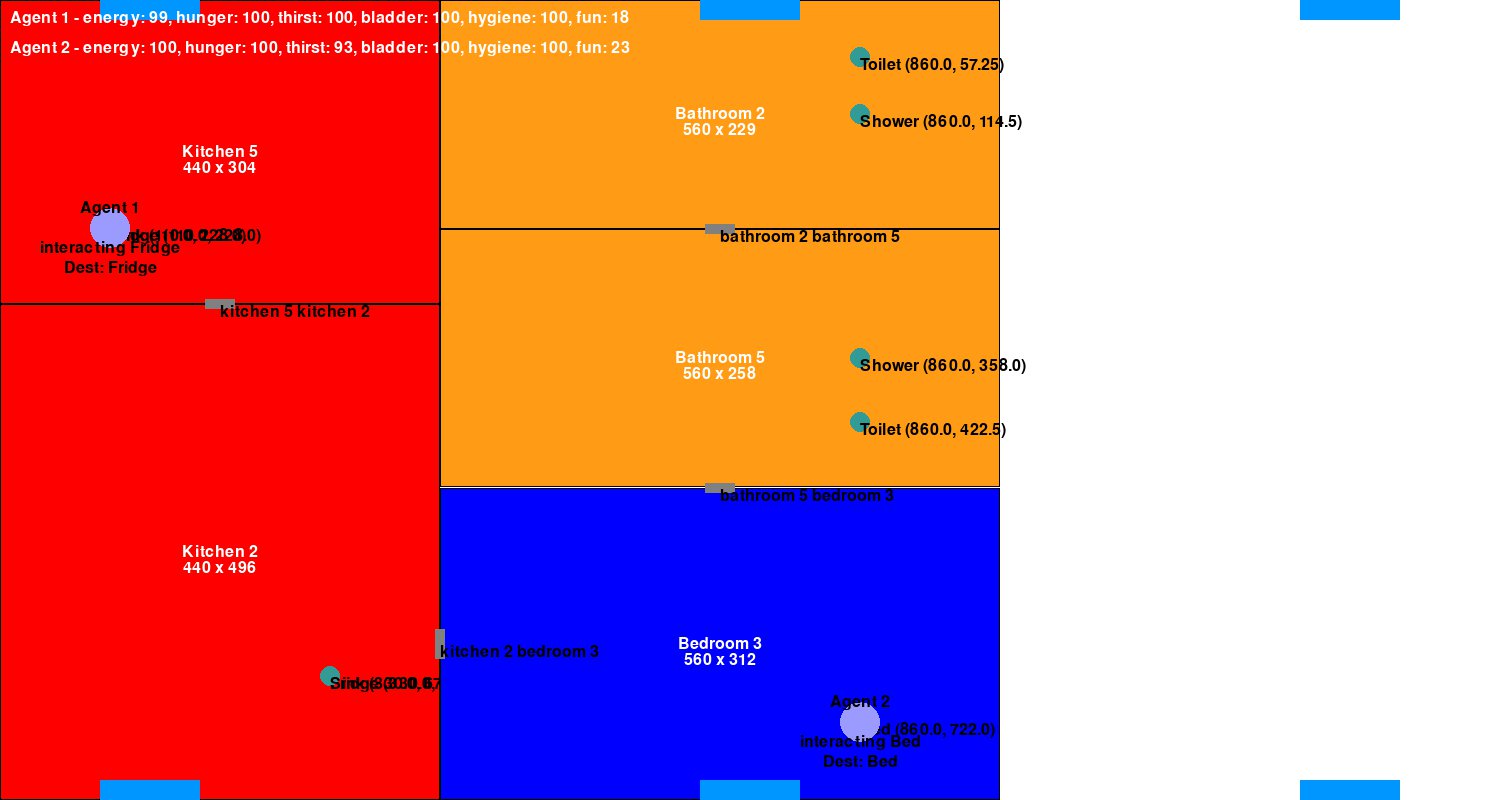 Agent 1 - energy: 99, hunger: 100, thirst: 100, bladder: 100, hygiene: 100, fun: 18
Agent 2 - energy: 100, hunger: 100, thirst: 93, bladder: 100, hygiene: 100, fun: 23
Toilet (860.0, 57.25)
Bathroom 2
560 x 229
Shower (860.0, 114.5)
Kitchen 5
440 x 304
Agent 1
interacting Fridge
Dest: Fridge
bathroom 2 bathroom 5
kitchen 5 kitchen 2
Bathroom 5
560 x 258
Shower (860.0, 358.0)
Toilet (860.0, 422.5)
bathroom 5 bedroom 3
Kitchen 2
440 x 496
kitchen 2 bedroom 3
Bedroom 3
560 x 312
Agent 2
(860.0, 722.0)
interacting Bed
Dest: Bed